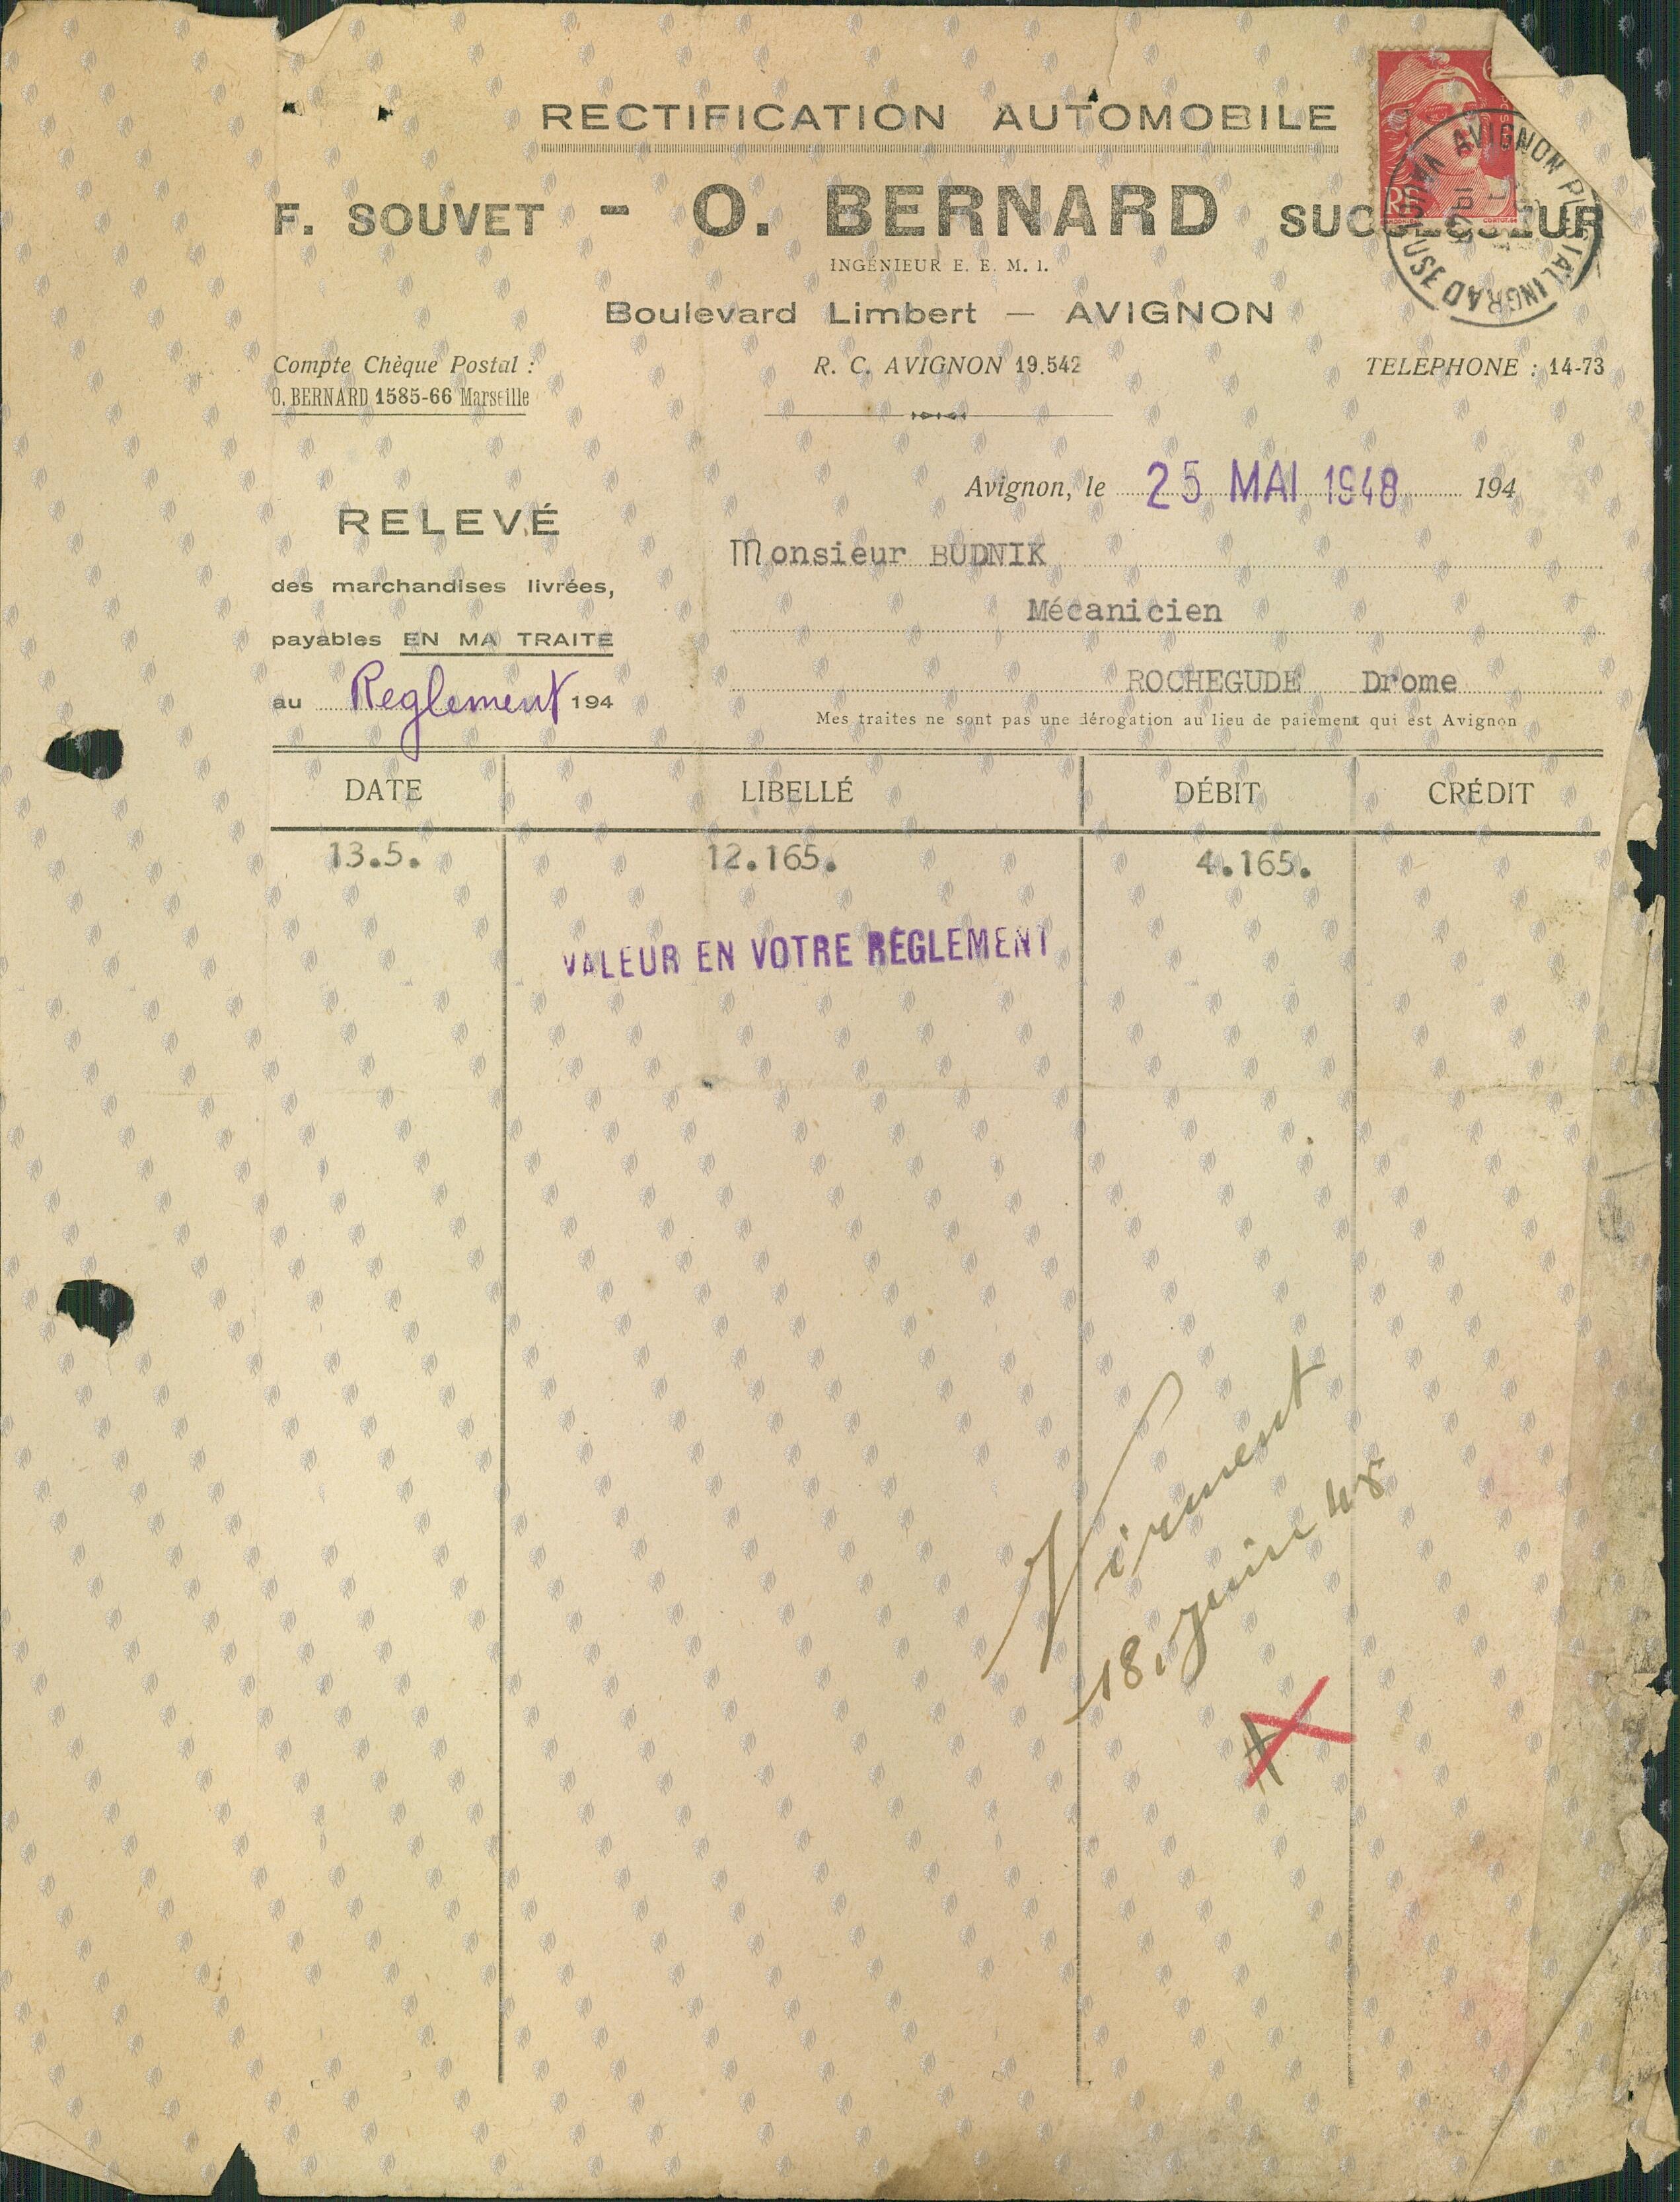 RECTIFICATION AUTOMOBILE
F. SOUVET - O. BERNARD SUCCESSEUR
INGÉNIEUR E. E. M. I.
Boulevard Limbert — AVIGNON
Compte Chèque Postal :
O. BERNARD 1585-66 Marseille
R. C. AVIGNON 19.542
TELEPHONE : 14-73
RF
AVIGNON PL. STALINGRAD
Avignon, le 25 MAI 1948 194
RELEVÉ
des marchandises livrées,
payables EN MA TRAITE
au Reglement 194
Monsieur BUDNIK
Mécanicien
ROCHEGUDE Drome
Mes traites ne sont pas une dérogation au lieu de paiement qui est Avignon
DATE LIBELLÉ DÉBIT CRÉDIT
13.5. 12.165. 4.165.
VALEUR EN VOTRE RÈGLEMENT
Virement
18, juin 48